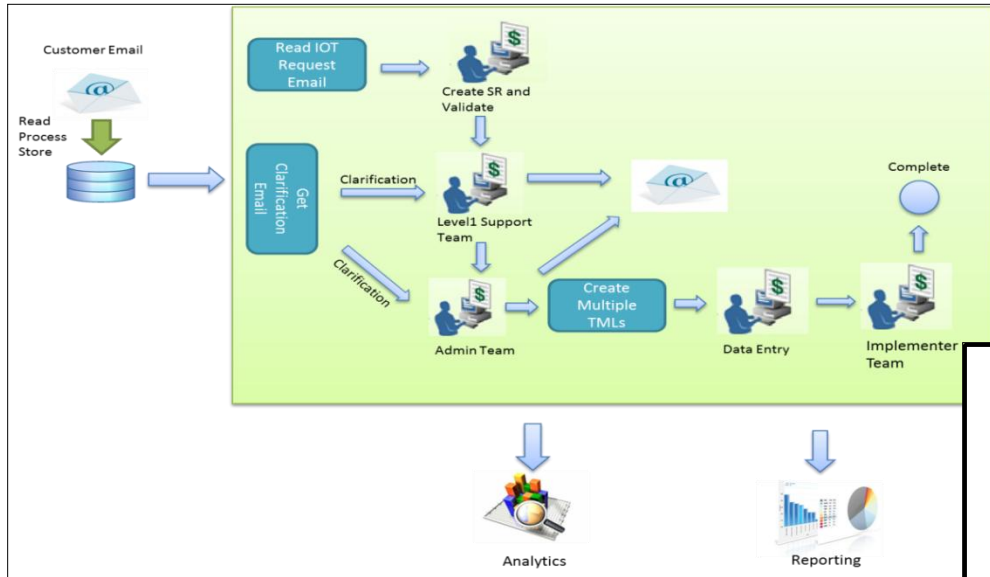 Customer Email
Read
Process
Store
Read IOT
Request
Email
Create SR and
Validate
Get
Clarification
Email
Clarification
Level1 Support
Team
Clarification
Admin Team
Create
Multiple
TMLs
Data Entry
Complete
Implementer
Team
Analytics
Reporting